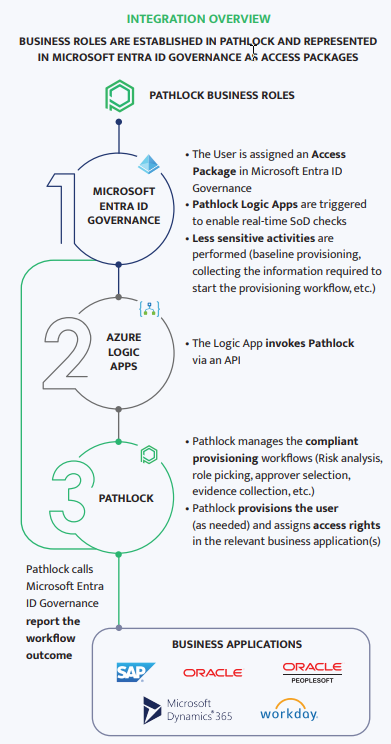 INTEGRATION OVERVIEW
BUSINESS ROLES ARE ESTABLISHED IN PATHLOCK AND REPRESENTED
IN MICROSOFT ENTRA ID GOVERNANCE AS ACCESS PACKAGES
PATHLOCK BUSINESS ROLES
1
MICROSOFT
ENTRA ID
GOVERNANCE
• The User is assigned an Access
Package in Microsoft Entra ID
Governance
• Pathlock Logic Apps are triggered
to enable real-time SoD checks
• Less sensitive activities are
performed (baseline provisioning,
collecting the information required to
start the provisioning workflow, etc.)
2
AZURE
LOGIC
APPS
• The Logic App invokes Pathlock
via an API
3
PATHLOCK
• Pathlock manages the compliant
provisioning workflows (Risk analysis,
role picking, approver selection,
evidence collection, etc.)
• Pathlock provisions the user
(as needed) and assigns access rights
in the relevant business application(s)
Pathlock calls
Microsoft Entra
ID Governance
report the
workflow
outcome
BUSINESS APPLICATIONS
SAP
ORACLE
ORACLE
PEOPLESOFT
Microsoft
Dynamics 365
workday.